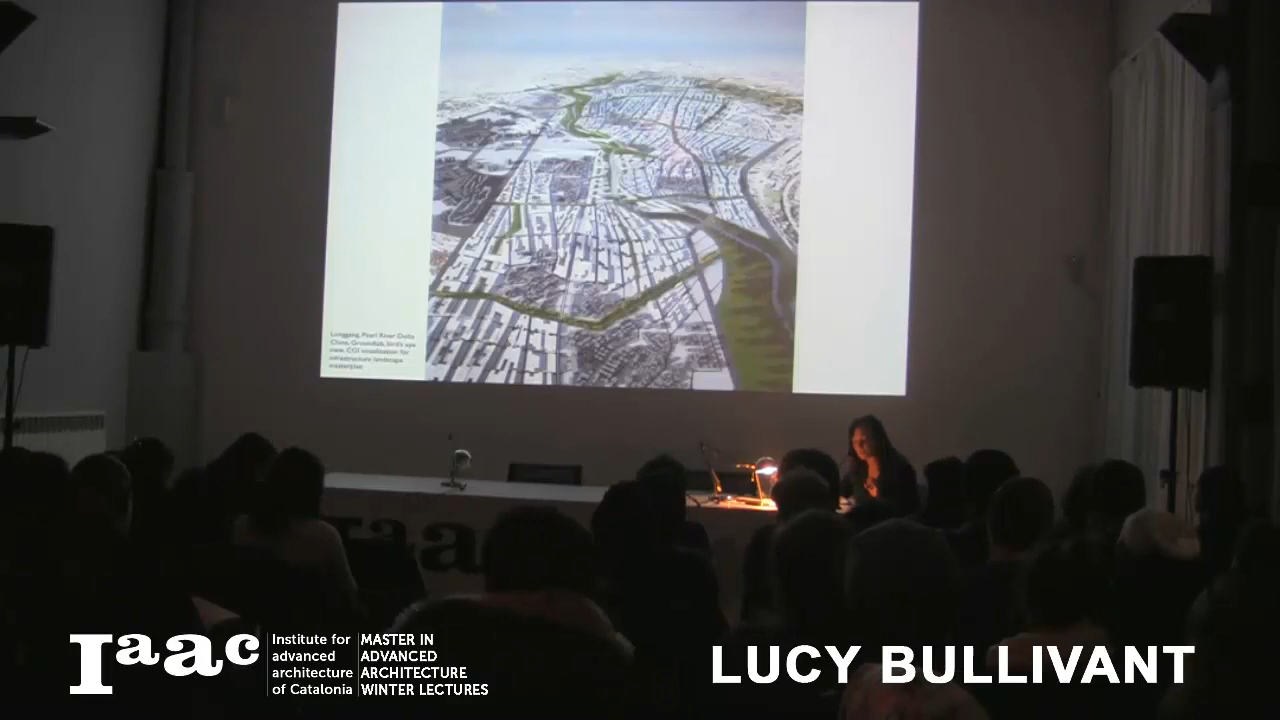 Longgang, Pearl River Delta
China, Groundlab, bird's eye
view, CGI visualisation for
infrastructure landscape
masterplan
Iaac
Iaac
Institute for
advanced
architecture
of Catalonia
MASTER IN
ADVANCED
ARCHITECTURE
WINTER LECTURES
LUCY BULLIVANT